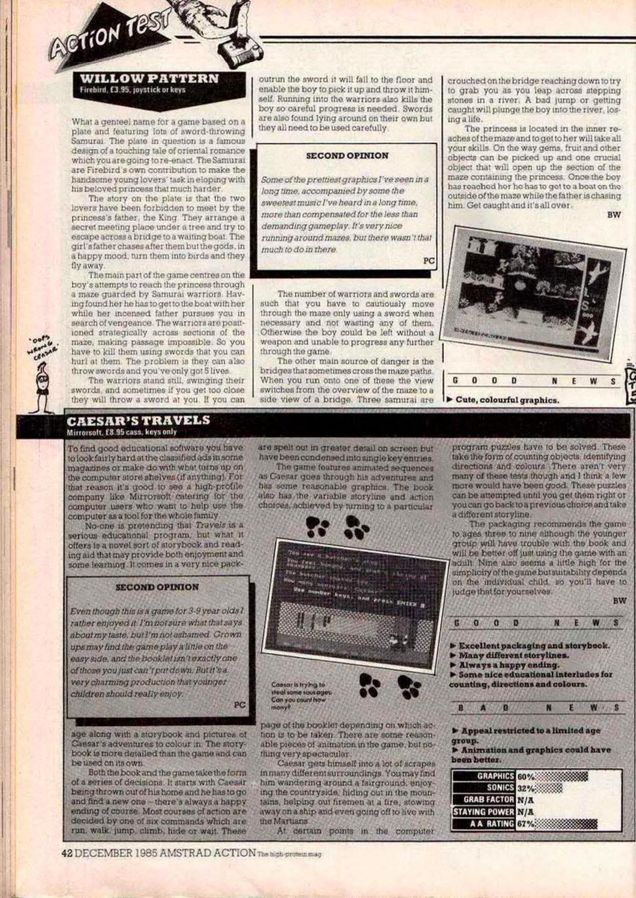 ACTION TEST
WILLOW PATTERN
Firebird, £3.95, joystick or keys
What a genteel name for a game based on a
plate and featuring lots of sword-throwing
Samurai. The plate in question is a famous
design of a touching tale of oriental romance
which you are going to re-enact. The Samurai
are Firebird's own contribution to make the
handsome young lovers' task in eloping with
his beloved princess that much harder.
The story on the plate is that the two
lovers have been forbidden to meet by the
princess's father, the King. They arrange a
secret meeting place under a tree and try to
escape across a bridge to a waiting boat. The
girl's father chases after them but the gods, in
a happy mood, turn them into birds and they
fly away.
The main part of the game centres on the
boy's attempts to reach the princess through
a maze guarded by Samurai warriors. Hav-
ing found her he has to get to the boat with her
while her incensed father pursues you in
search of vengeance. The warriors are posit-
ioned strategically across sections of the
maze, making passage impossible. So you
have to kill them using swords that you can
hurl at them. The problem is they can also
throw swords and you've only got 5 lives.
The warriors stand still, swinging their
swords, and sometimes if you get too close
they will throw a sword at you. If you can
outrun the sword it will fall to the floor and
enable the boy to pick it up and throw it him-
self. Running into the warriors also kills the
boy so careful progress is needed. Swords
are also found lying around on their own but
they all need to be used carefully.
SECOND OPINION
Some of the prettiest graphics I've seen in a
long time, accompanied by some the
sweetest music I've heard in a long time,
more than compensated for the less than
demanding gameplay. It's very nice
running around mazes, but there wasn't that
much to do in there.
PC
The number of warriors and swords are
such that you have to cautiously move
through the maze only using a sword when
necessary and not wasting any of them.
Otherwise the boy could be left without a
weapon and unable to progress any further
through the game.
The other main source of danger is the
bridges that sometimes cross the maze paths.
When you run onto one of these the view
switches from the overview of the maze to a
side view of a bridge. Three samurai are
crouched on the bridge reaching down to try
to grab you as you leap across stepping
stones in a river. A bad jump or getting
caught will plunge the boy into the river, los-
ing a life.
The princess is located in the inner re-
aches of the maze and to get to her will take all
your skills. On the way gems, fruit and other
objects can be picked up and one crucial
object that will open up the section of the
maze containing the princess. Once the boy
has reached her he has to get to a boat on the
outside of the maze while the father is chasing
him. Get caught and it's all over.
BW
GOOD NEWS
► Cute, colourful graphics.
'OOPS
WRONG
CEASAR'
CAESAR'S TRAVELS
Mirrorsoft, £8.95 cass, keys only
To find good educational software you have
to look fairly hard at the classified ads in some
magazines or make do with what turns up on
the computer store shelves (if anything). For
that reason it's good to see a high-profile
company like Mirrorsoft catering for the
computer users who want to help use the
computer as a tool for the whole family.
No-one is pretending that Travels is a
serious educational program, but what it
offers is a novel sort of storybook and read-
ing aid that may provide both enjoyment and
some learning. It comes in a very nice pack-
SECOND OPINION
Even though this is a game for 3-9 year olds I
rather enjoyed it. I'm not sure what that says
about my taste, but I'm not ashamed. Grown
ups may find the game play a little on the
easy side, and the booklet isn't exactly one
of those you just can't put down. But it's a
very charming production that younger
children should really enjoy.
PC
age along with a storybook and pictures of
Caesar's adventures to colour in. The story-
book is more detailed than the game and can
be used on its own.
Both the book and the game take the form
of a series of decisions. It starts with Caesar
being thrown out of his home and he has to go
and find a new one – there's always a happy
ending of course. Most courses of action are
decided by one of six commands which are
run, walk, jump, climb, hide or wait. These
are spelt out in greater detail on screen but
have been condensed into single key entries.
The game features animated sequences
as Caesar goes through his adventures and
has some reasonable graphics. The book
also has the variable storyline and action
choices, achieved by turning to a particular
Use number keys, and press ENTER
Caesar is trying to
steal some sausages.
Can you count how
many?
page of the booklet depending on which ac-
tion is to be taken. There are some reason-
able pieces of animation in the game, but no-
thing very spectacular.
Caesar gets himself into a lot of scrapes
in many different surroundings. You may find
him wandering around a fairground, enjoy-
ing the countryside, hiding out in the moun-
tains, helping out firemen at a fire, stowing
away on a ship and even going off to live with
the Martians.
At certain points in the computer
program puzzles have to be solved. These
take the form of counting objects, identifying
directions and colours. There aren't very
many of these tests though and I think a few
more would have been good. These puzzles
can be attempted until you get them right or
you can go back to a previous choice and take
a different storyline.
The packaging recommends the game
to ages three to nine although the younger
group will have trouble with the book and
will be better off just using the game with an
adult. Nine also seems a little high for the
simplicity of the game but suitability depends
on the individual child, so you'll have to
judge that for yourselves.
BW
GOOD NEWS
► Excellent packaging and storybook.
► Many different storylines.
► Always a happy ending.
► Some nice educational interludes for
counting, directions and colours.
BAD NEWS
► Appeal restricted to a limited age
group.
► Animation and graphics could have
been better.
GRAPHICS 60%
SONICS 32%
GRAB FACTOR N/A
STAYING POWER N/A
AA RATING 67%
42 DECEMBER 1985 AMSTRAD ACTION The high-protein mag